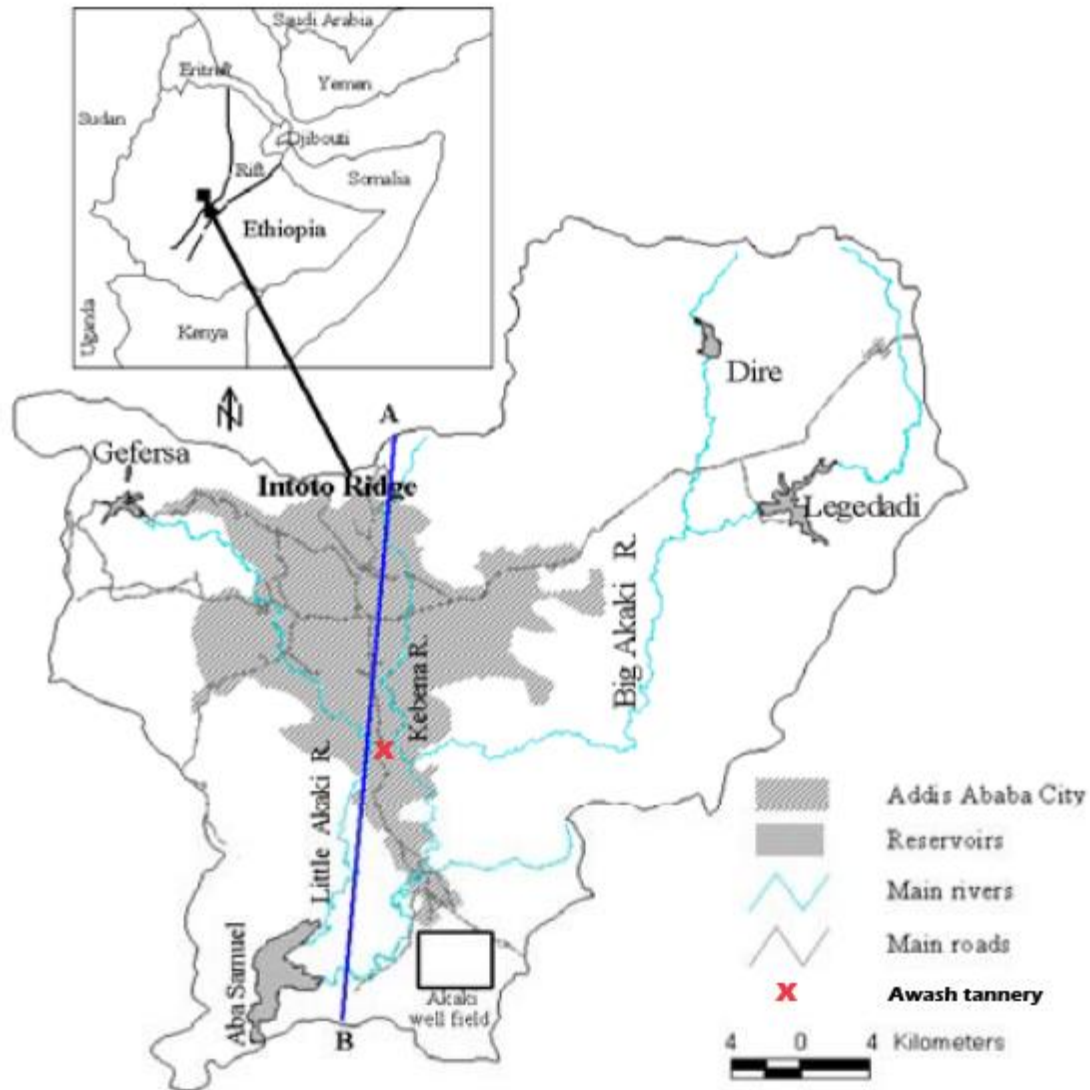 Saudi Arabia
Eritrea
Yemen
Sudan
Djibouti
Rift
Somalia
Ethiopia
Uganda
Kenya
N
A
Dire
Gefersa
Intoto Ridge
Legedadi
Big Akaki R.
Kebena R.
X
Little Akaki R.
Aba Samuel
Akaki
well field
B
Addis Ababa City
Reservoirs
Main rivers
Main roads
X Awash tannery
4 0 4 Kilometers